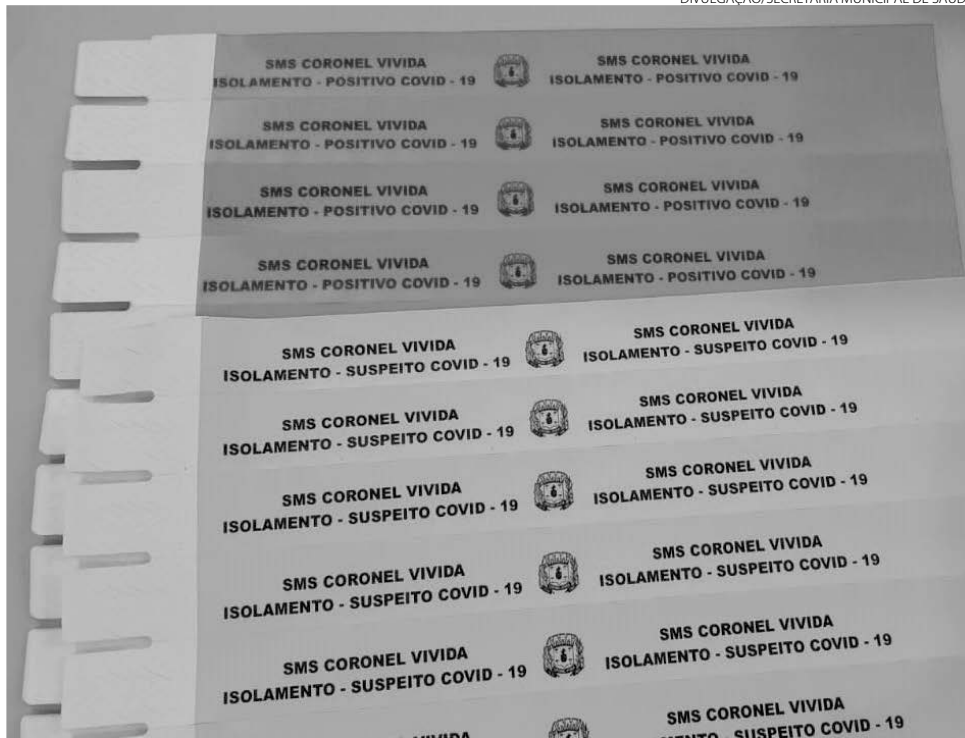 DIVULGAÇÃO/SECRETARIA MUNICIPAL DE SAÚD
SMS CORONEL VIVIDA SMS CORONEL VIVIDA
ISOLAMENTO - POSITIVO COVID - 19 ISOLAMENTO - POSITIVO COVID - 19
SMS CORONEL VIVIDA SMS CORONEL VIVIDA
ISOLAMENTO - POSITIVO COVID - 19 ISOLAMENTO - POSITIVO COVID - 19
SMS CORONEL VIVIDA SMS CORONEL VIVIDA
ISOLAMENTO - POSITIVO COVID - 19 ISOLAMENTO - POSITIVO COVID - 19
SMS CORONEL VIVIDA SMS CORONEL VIVIDA
ISOLAMENTO - POSITIVO COVID - 19 ISOLAMENTO - POSITIVO COVID - 19
SMS CORONEL VIVIDA SMS CORONEL VIVIDA
ISOLAMENTO - SUSPEITO COVID - 19 ISOLAMENTO - SUSPEITO COVID - 19
SMS CORONEL VIVIDA SMS CORONEL VIVIDA
ISOLAMENTO - SUSPEITO COVID - 19 ISOLAMENTO - SUSPEITO COVID - 19
SMS CORONEL VIVIDA SMS CORONEL VIVIDA
ISOLAMENTO - SUSPEITO COVID - 19 ISOLAMENTO - SUSPEITO COVID - 19
SMS CORONEL VIVIDA SMS CORONEL VIVIDA
ISOLAMENTO - SUSPEITO COVID - 19 ISOLAMENTO - SUSPEITO COVID - 19
SMS CORONEL VIVIDA SMS CORONEL VIVIDA
ISOLAMENTO - SUSPEITO COVID - 19 ISOLAMENTO - SUSPEITO COVID - 19
SMS CORONEL VIVIDA
SUSPEITO COVID - 19